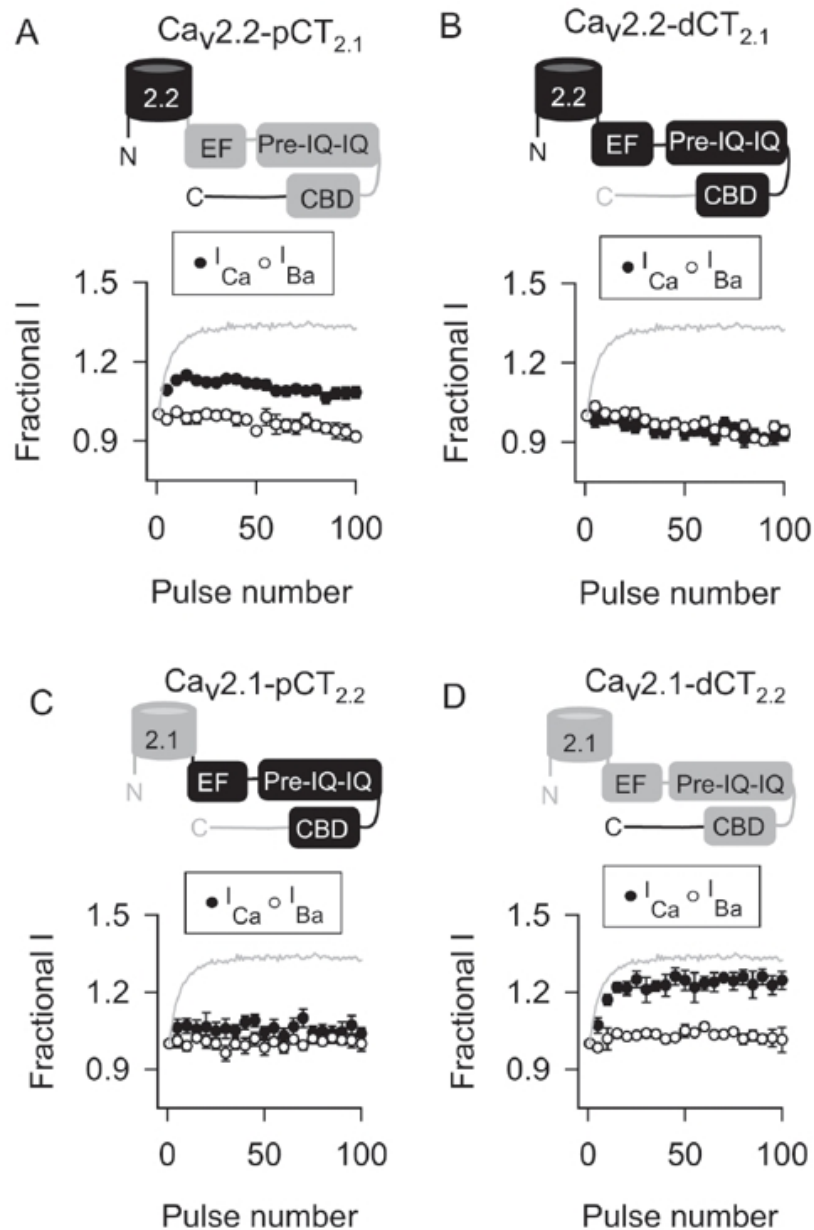 A
CaV2.2-pCT2.1
2.2
N
EF
Pre-IQ-IQ
C
CBD
ICa
IBa
Fractional I
1.5
1.2
0.9
0
50
100
Pulse number
B
CaV2.2-dCT2.1
2.2
N
EF
Pre-IQ-IQ
C
CBD
ICa
IBa
Fractional I
1.5
1.2
0.9
0
50
100
Pulse number
C
CaV2.1-pCT2.2
2.1
N
EF
Pre-IQ-IQ
C
CBD
ICa
IBa
Fractional I
1.5
1.2
0.9
0
50
100
Pulse number
D
CaV2.1-dCT2.2
2.1
N
EF
Pre-IQ-IQ
C
CBD
ICa
IBa
Fractional I
1.5
1.2
0.9
0
50
100
Pulse number